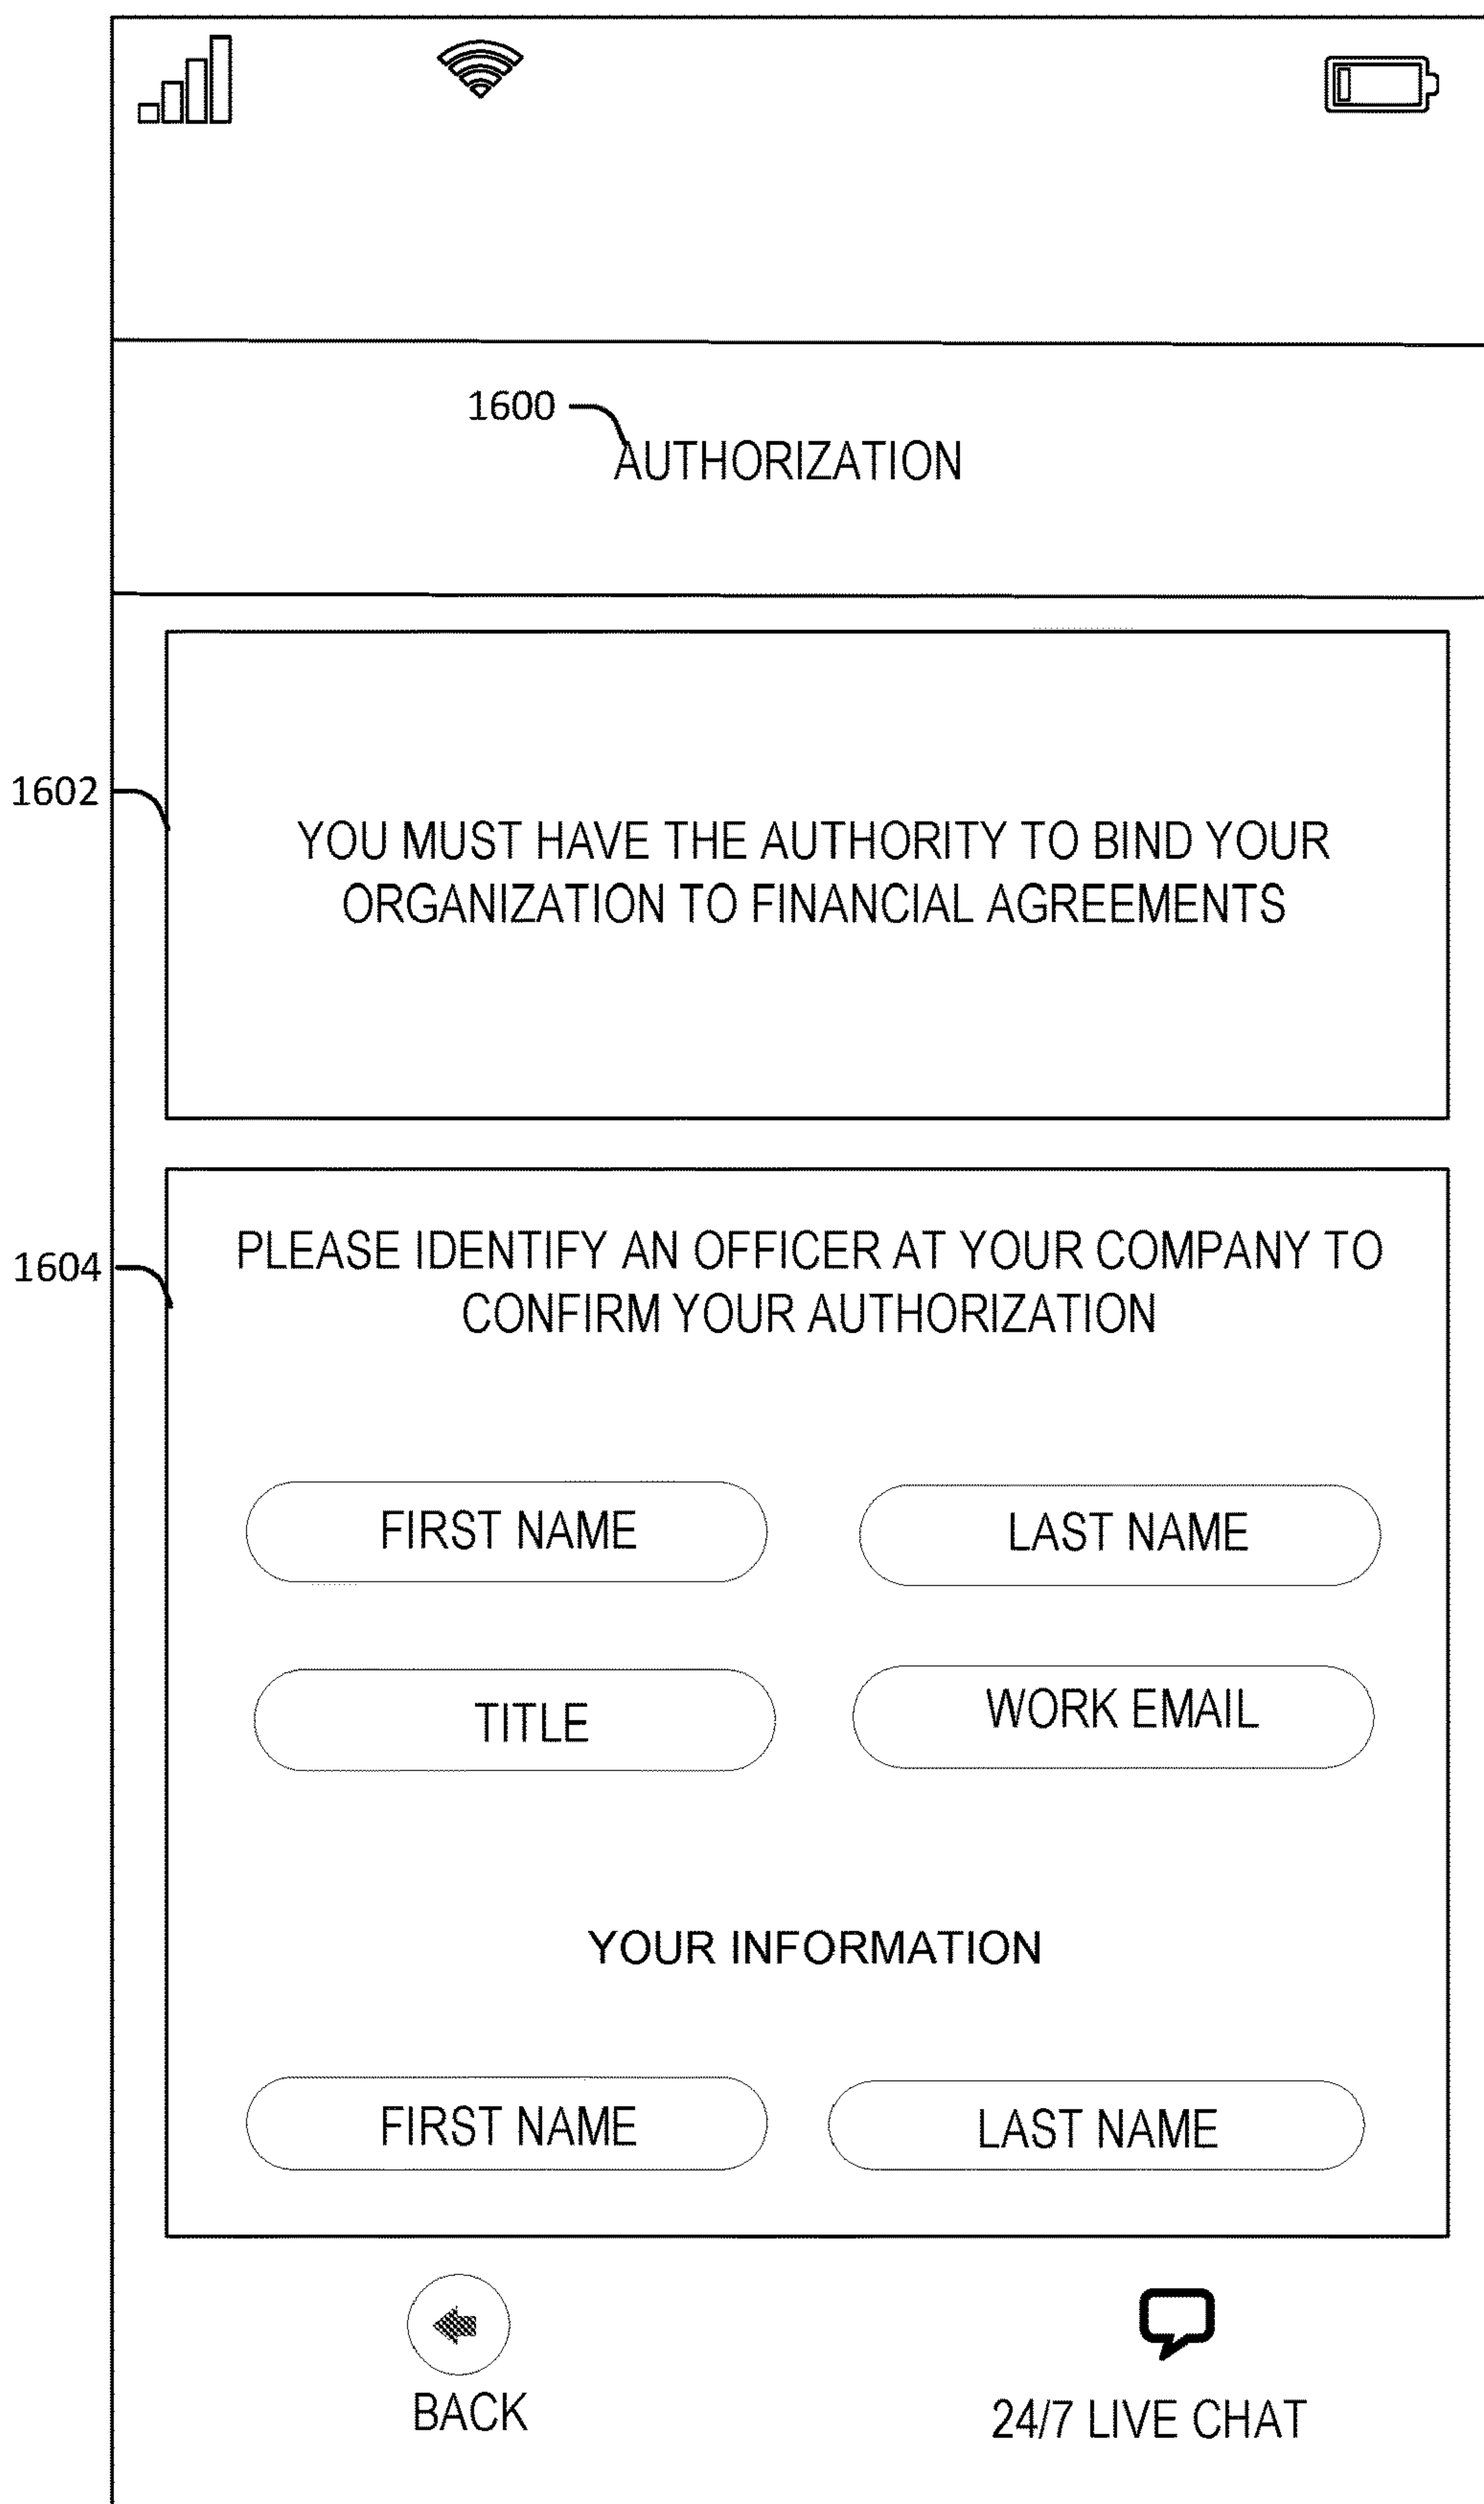 1600
AUTHORIZATION
1602
YOU MUST HAVE THE AUTHORITY TO BIND YOUR
ORGANIZATION TO FINANCIAL AGREEMENTS
1604
PLEASE IDENTIFY AN OFFICER AT YOUR COMPANY TO
CONFIRM YOUR AUTHORIZATION
FIRST NAME
LAST NAME
TITLE
WORK EMAIL
YOUR INFORMATION
FIRST NAME
LAST NAME
BACK
24/7 LIVE CHAT